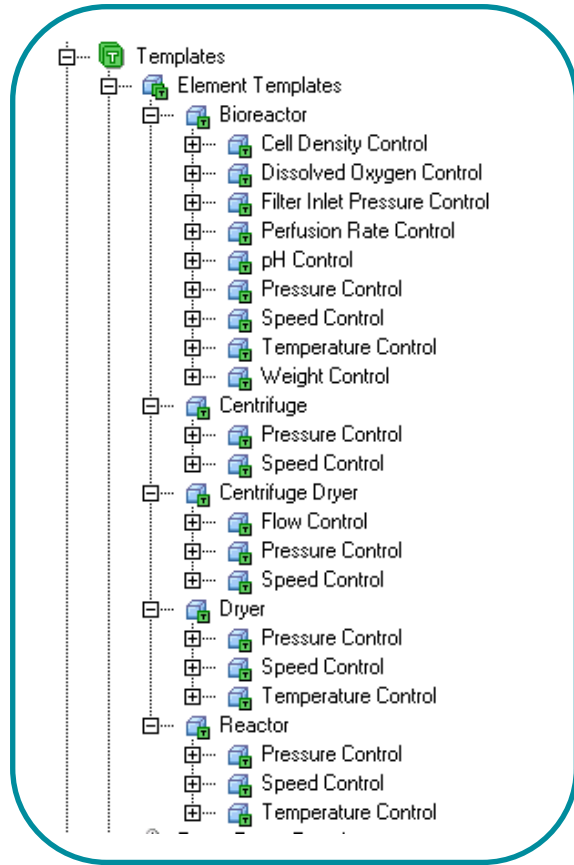 Templates
Element Templates
Bioreactor
Cell Density Control
Dissolved Oxygen Control
Filter Inlet Pressure Control
Perfusion Rate Control
pH Control
Pressure Control
Speed Control
Temperature Control
Weight Control
Centrifuge
Pressure Control
Speed Control
Centrifuge Dryer
Flow Control
Pressure Control
Speed Control
Dryer
Pressure Control
Speed Control
Temperature Control
Reactor
Pressure Control
Speed Control
Temperature Control